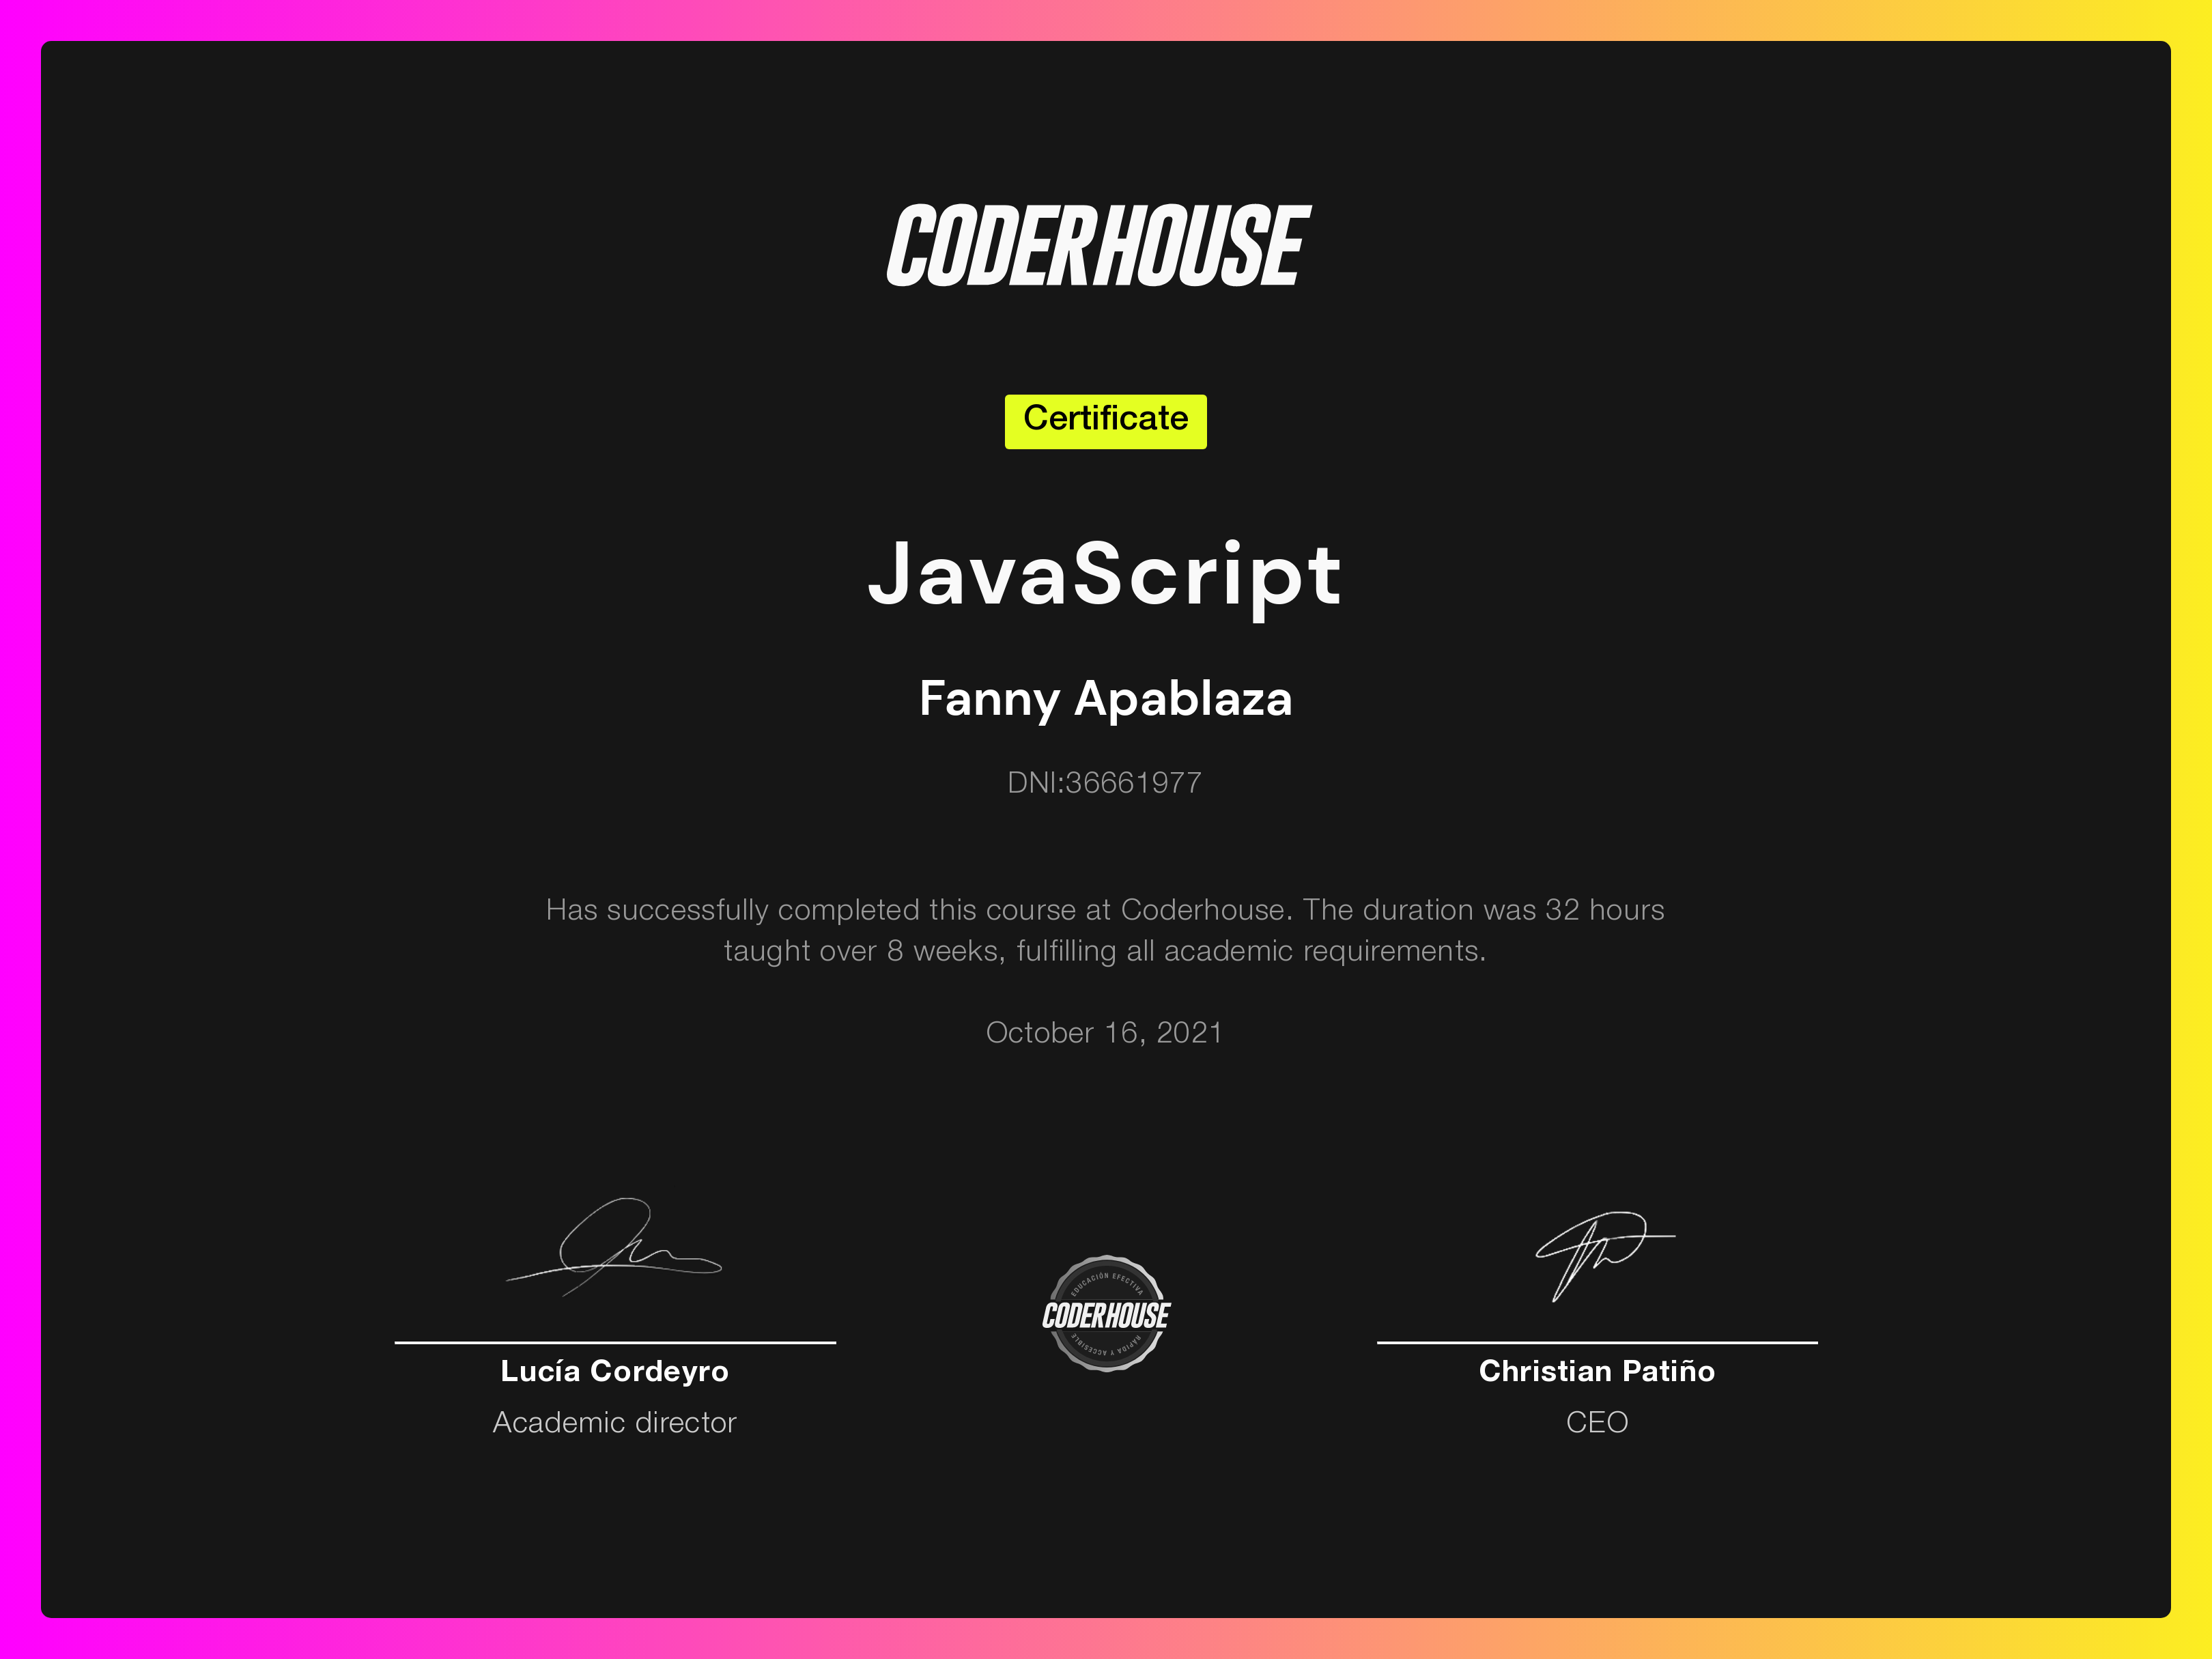 CODERHOUSE
Certificate
JavaScript
Fanny Apablaza
DNI:36661977
Has successfully completed this course at Coderhouse. The duration was 32 hours
taught over 8 weeks, fulfilling all academic requirements.
October 16, 2021
EDUCACIÓN EFECTIVA
CODERHOUSE
RÁPIDA Y ACCESIBLE
Lucía Cordeyro
Academic director
Christian Patiño
CEO